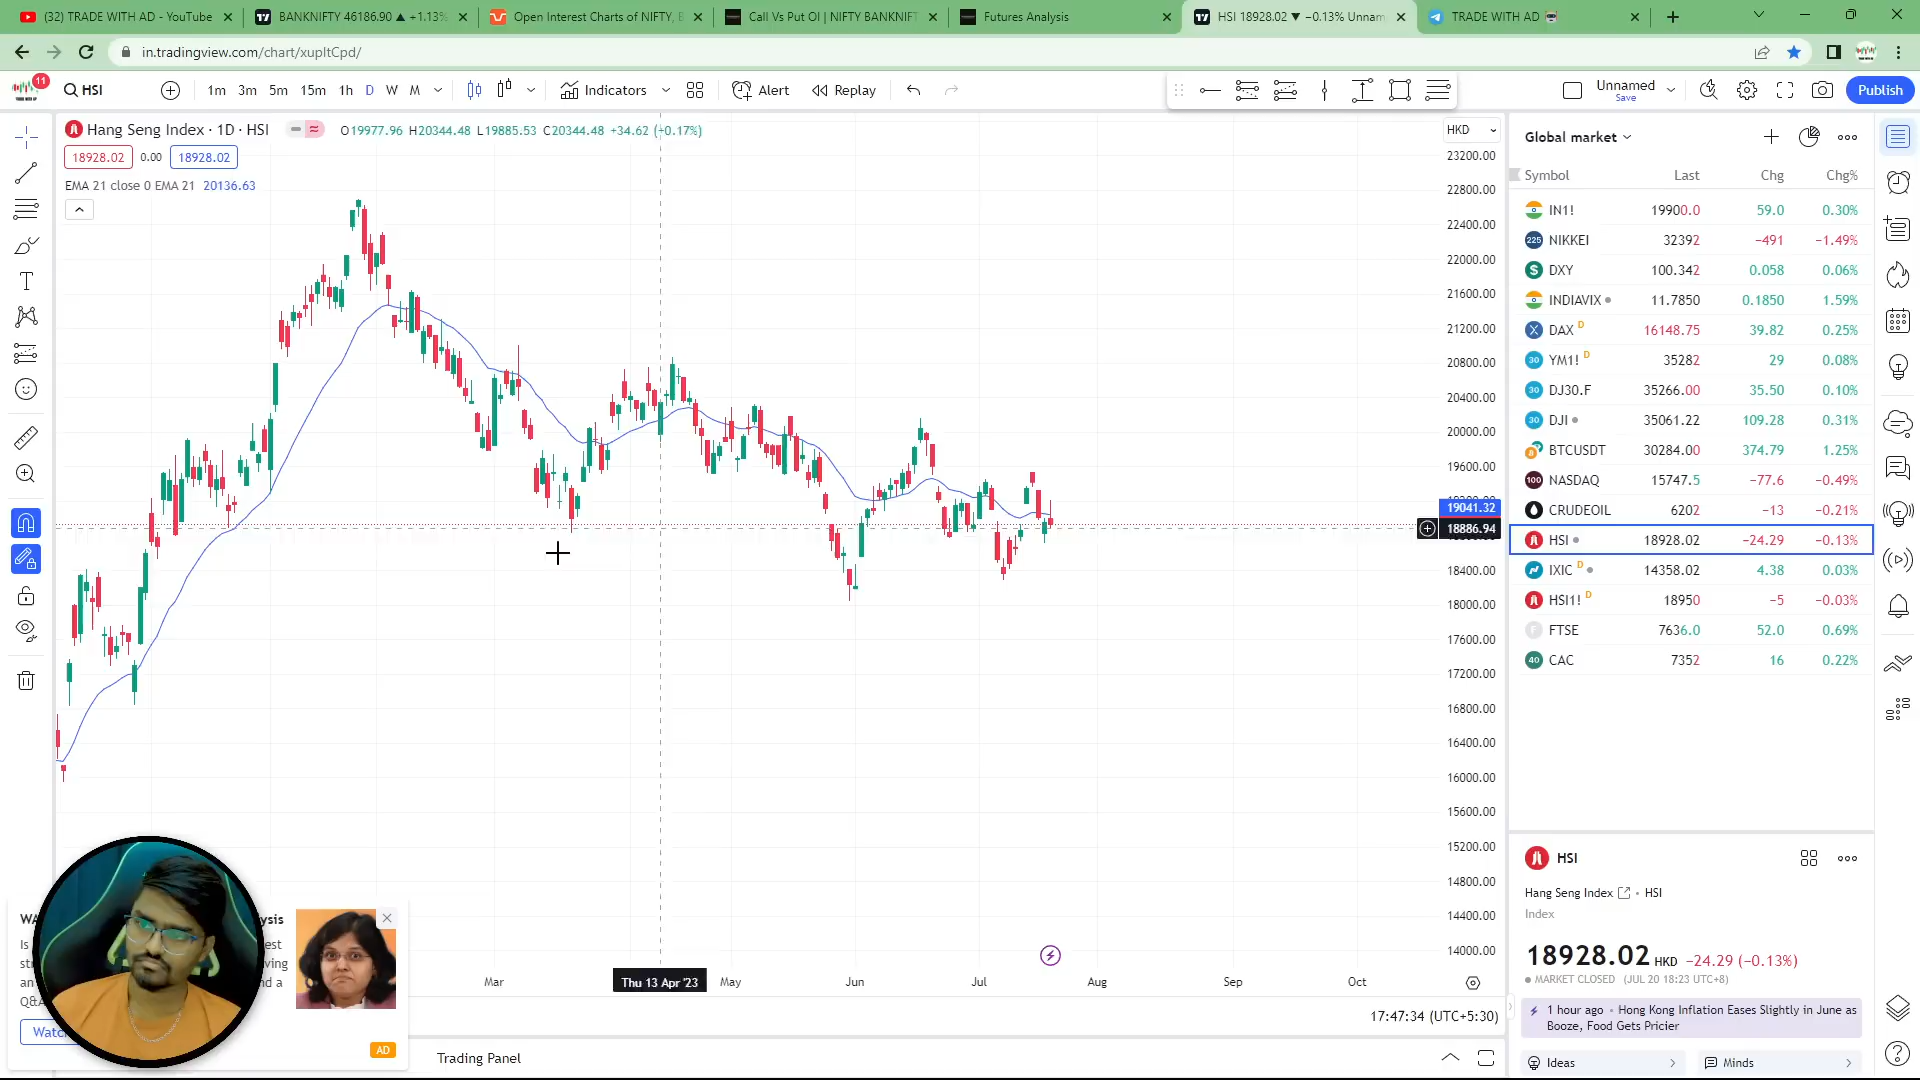 (32) TRADE WITH AD - YouTube
BANKNIFTY 46186.90 ▲ +1.13%
Open Interest Charts of NIFTY, B
Call Vs Put OI | NIFTY BANKNIFT
Futures Analysis
HSI 18928.02 ▼ −0.13% Unnam
TRADE WITH AD
in.tradingview.com/chart/xupItCpd/
11
HSI
1m 3m 5m 15m 1h D W M
Indicators
Alert
Replay
Unnamed
Save
Publish
Hang Seng Index · 1D · HSI
O19977.96 H20344.48 L19885.53 C20344.48 +34.62 (+0.17%)
18928.02 0.00 18928.02
EMA 21 close 0 EMA 21 20136.63
HKD
23200.00
22800.00
22400.00
22000.00
21600.00
21200.00
20800.00
20400.00
20000.00
19600.00
19041.32
18886.94
18400.00
18000.00
17600.00
17200.00
16800.00
16400.00
16000.00
15600.00
15200.00
14800.00
14400.00
14000.00
Mar
Thu 13 Apr '23
May
Jun
Jul
Aug
Sep
Oct
17:47:34 (UTC+5:30)
Trading Panel
Global market
Symbol Last Chg Chg%
IN1! 19900.0 59.0 0.30%
225 NIKKEI 32392 −491 −1.49%
DXY 100.342 0.058 0.06%
INDIAVIX 11.7850 0.1850 1.59%
DAX D 16148.75 39.82 0.25%
30 YM1! D 35282 29 0.08%
30 DJ30.F 35266.00 35.50 0.10%
30 DJI 35061.22 109.28 0.31%
BTCUSDT 30284.00 374.79 1.25%
100 NASDAQ 15747.5 −77.6 −0.49%
CRUDEOIL 6202 −13 −0.21%
HSI 18928.02 −24.29 −0.13%
IXIC D 14358.02 4.38 0.03%
HSI1! D 18950 −5 −0.03%
F FTSE 7636.0 52.0 0.69%
40 CAC 7352 16 0.22%
HSI
Hang Seng Index · HSI
Index
18928.02 HKD −24.29 (−0.13%)
MARKET CLOSED (JUL 20 18:23 UTC+8)
1 hour ago · Hong Kong Inflation Eases Slightly in June as
Booze, Food Gets Pricier
Ideas
Minds
ysis
Is
est
ving
an
d a
Q&A
AD